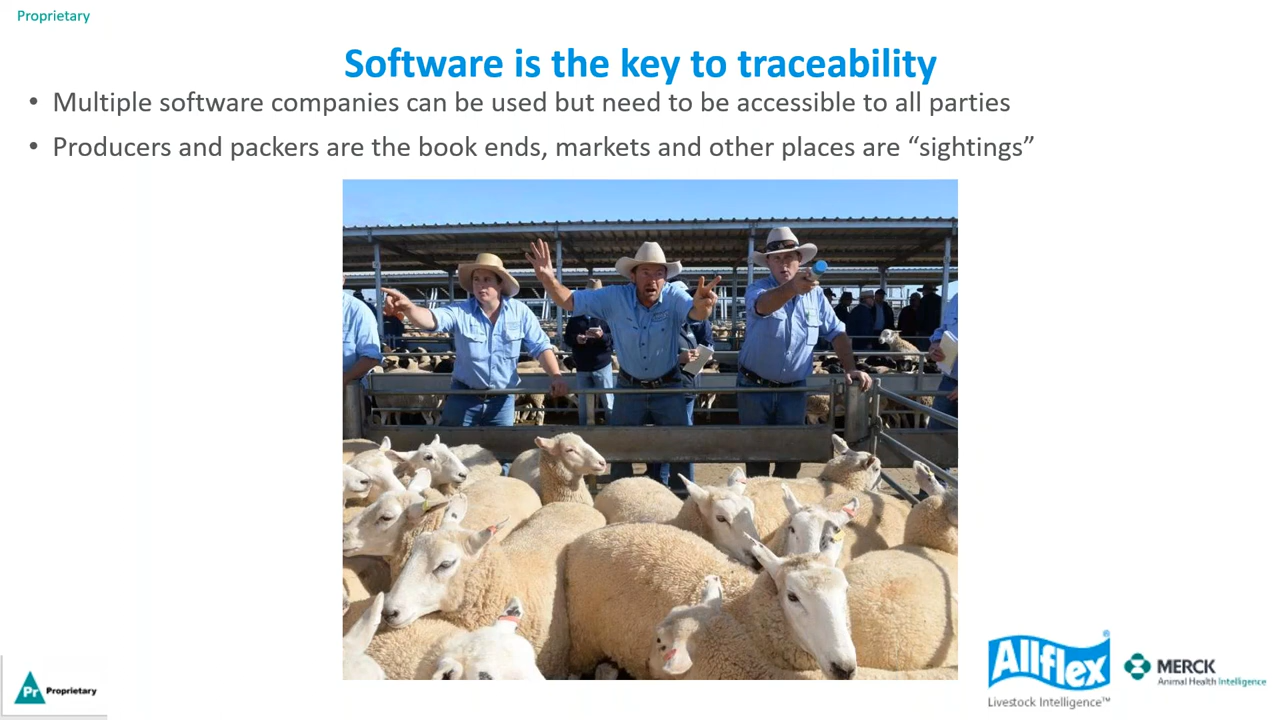 Proprietary
Software is the key to traceability
• Multiple software companies can be used but need to be accessible to all parties
• Producers and packers are the book ends, markets and other places are “sightings”
Pr Proprietary
Allflex®
Livestock Intelligence™
MERCK
Animal Health Intelligence